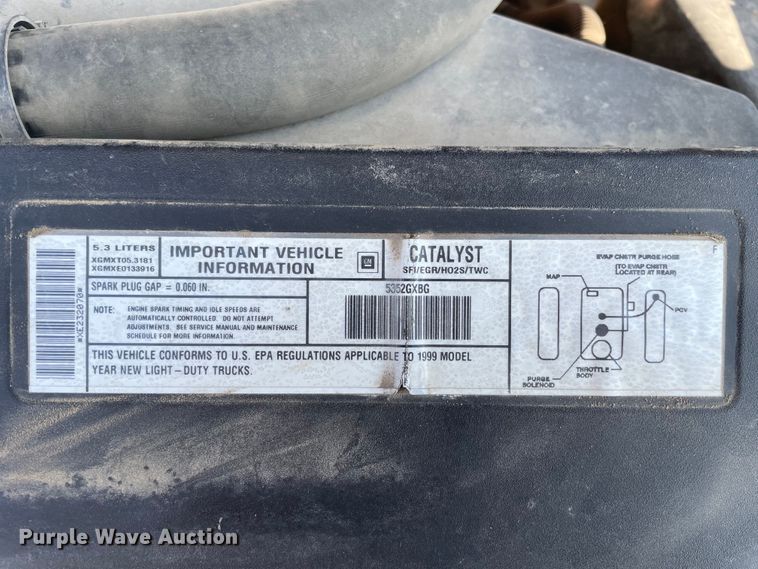 *XE232070*
5.3 LITERS
XGMXT05.3181
XGMXE0133916
IMPORTANT VEHICLE
INFORMATION
GM
CATALYST
SFI/EGR/HO2S/TWC
SPARK PLUG GAP = 0.060 IN.
5352GXBG
NOTE: ENGINE SPARK TIMING AND IDLE SPEEDS ARE
AUTOMATICALLY CONTROLLED. DO NOT ATTEMPT
ADJUSTMENTS. SEE SERVICE MANUAL AND MAINTENANCE
SCHEDULE FOR MORE INFORMATION.
THIS VEHICLE CONFORMS TO U.S. EPA REGULATIONS APPLICABLE TO 1999 MODEL
YEAR NEW LIGHT-DUTY TRUCKS.
F
EVAP CNSTR PURGE HOSE
(TO EVAP CNSTR
LOCATED AT REAR)
MAP
PCV
PURGE
SOLENOID
THROTTLE
BODY
Purple Wave Auction